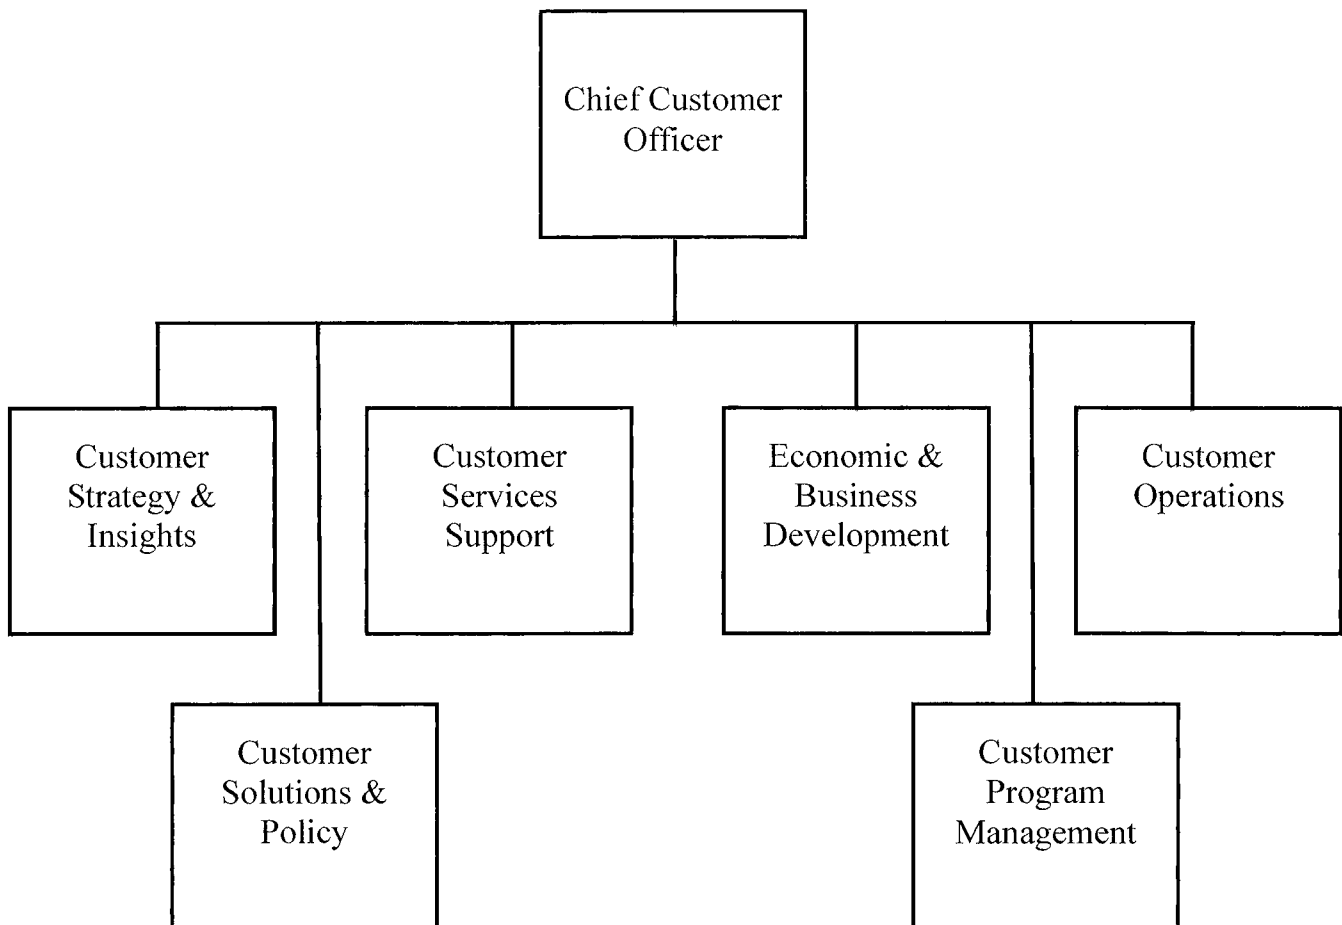 Chief Customer
Officer
Customer
Strategy &
Insights
Customer
Services
Support
Economic &
Business
Development
Customer
Operations
Customer
Solutions &
Policy
Customer
Program
Management